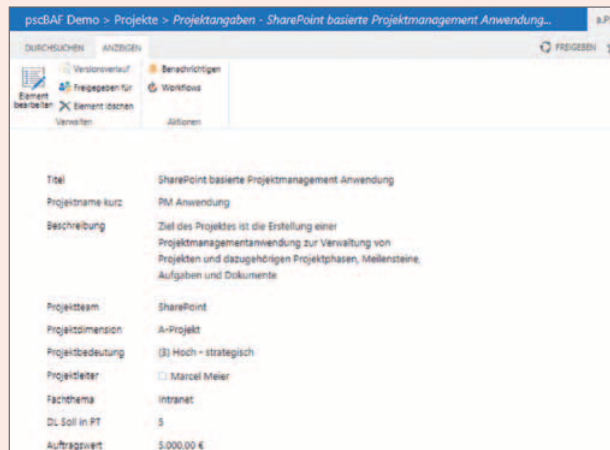 pscBAF Demo > Projekte > Projektangaben - SharePoint basierte Projektmanagement Anwendung...
DURCHSUCHEN ANZEIGEN
FREIGEBEN
Element bearbeiten
Versionsverlauf
Freigegeben für
Element löschen
Verwalten
Benachrichtigen
Workflows
Aktionen
Titel SharePoint basierte Projektmanagement Anwendung
Projektname kurz PM Anwendung
Beschreibung Ziel des Projektes ist die Erstellung einer
Projektmanagementanwendung zur Verwaltung von
Projekten und dazugehörigen Projektphasen, Meilensteine,
Aufgaben und Dokumente
Projektteam SharePoint
Projektdimension A-Projekt
Projektbedeutung (3) Hoch - strategisch
Projektleiter Marcel Meier
Fachthema Intranet
DL Soll in PT 5
Auftragswert 5.000,00 €